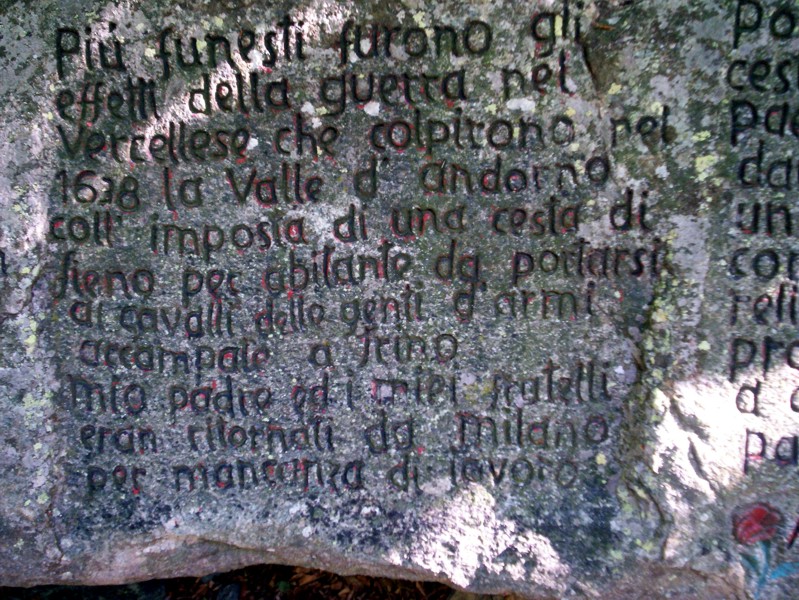 Più funesti furono gli
effetti della guerra nel
Vercellese che colpirono nel
1638 la Valle d' Andorno
coll' imposta di una cesta di
fieno per abitante da portarsi
ai cavalli delle genti d'armi
accampate a Trino
Mio padre ed i miei fratelli
eran ritornati da Milano
per mancanza di lavoro